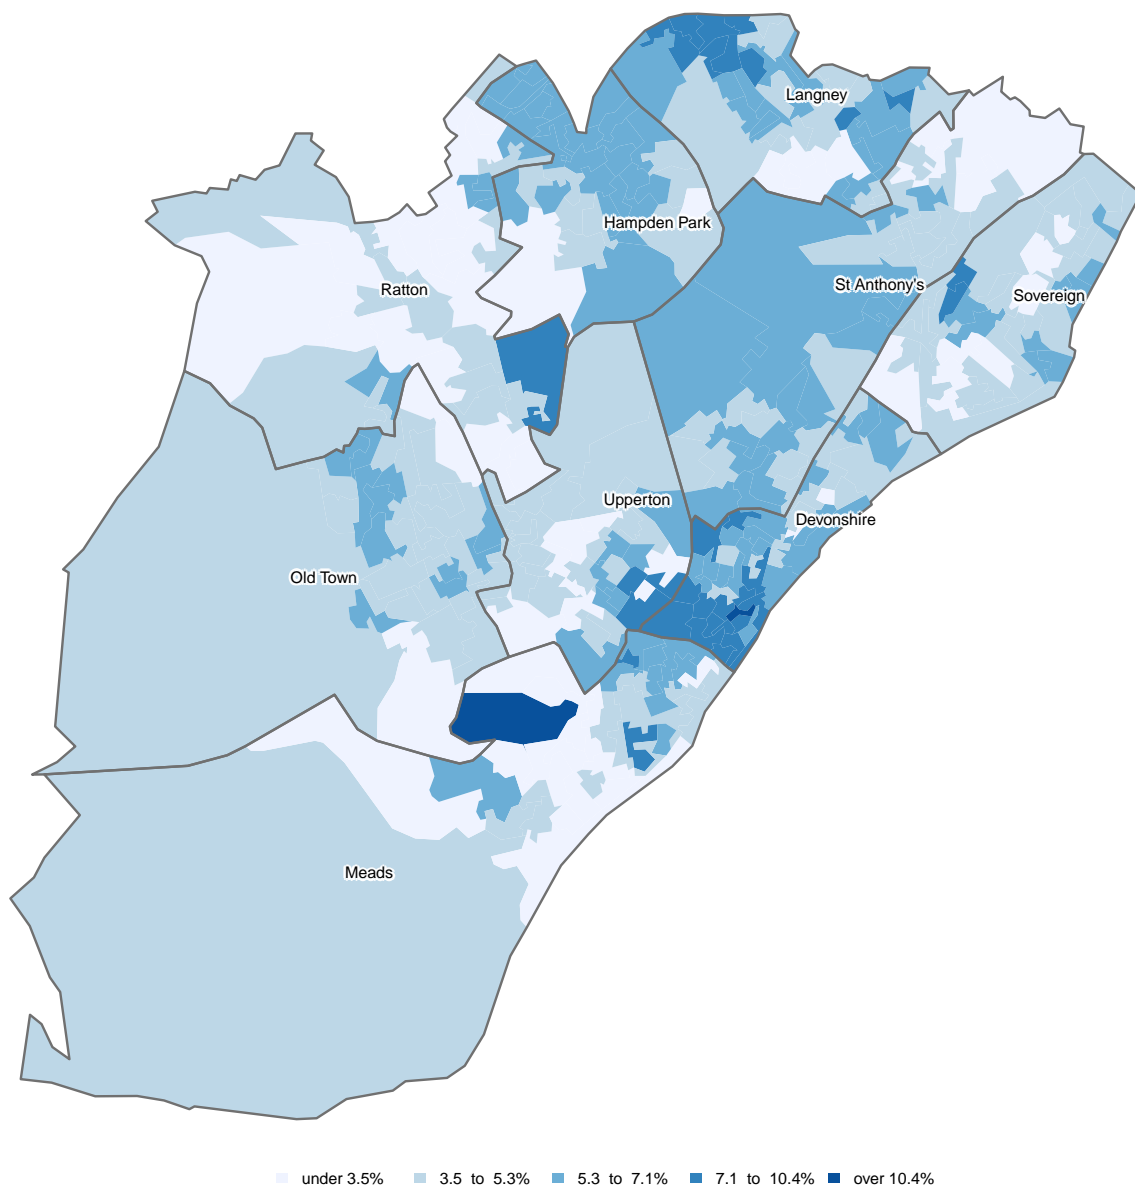 Langney
Hampden Park
Ratton
St Anthony's
Sovereign
Upperton
Devonshire
Old Town
Meads
under 3.5% 3.5 to 5.3% 5.3 to 7.1% 7.1 to 10.4% over 10.4%